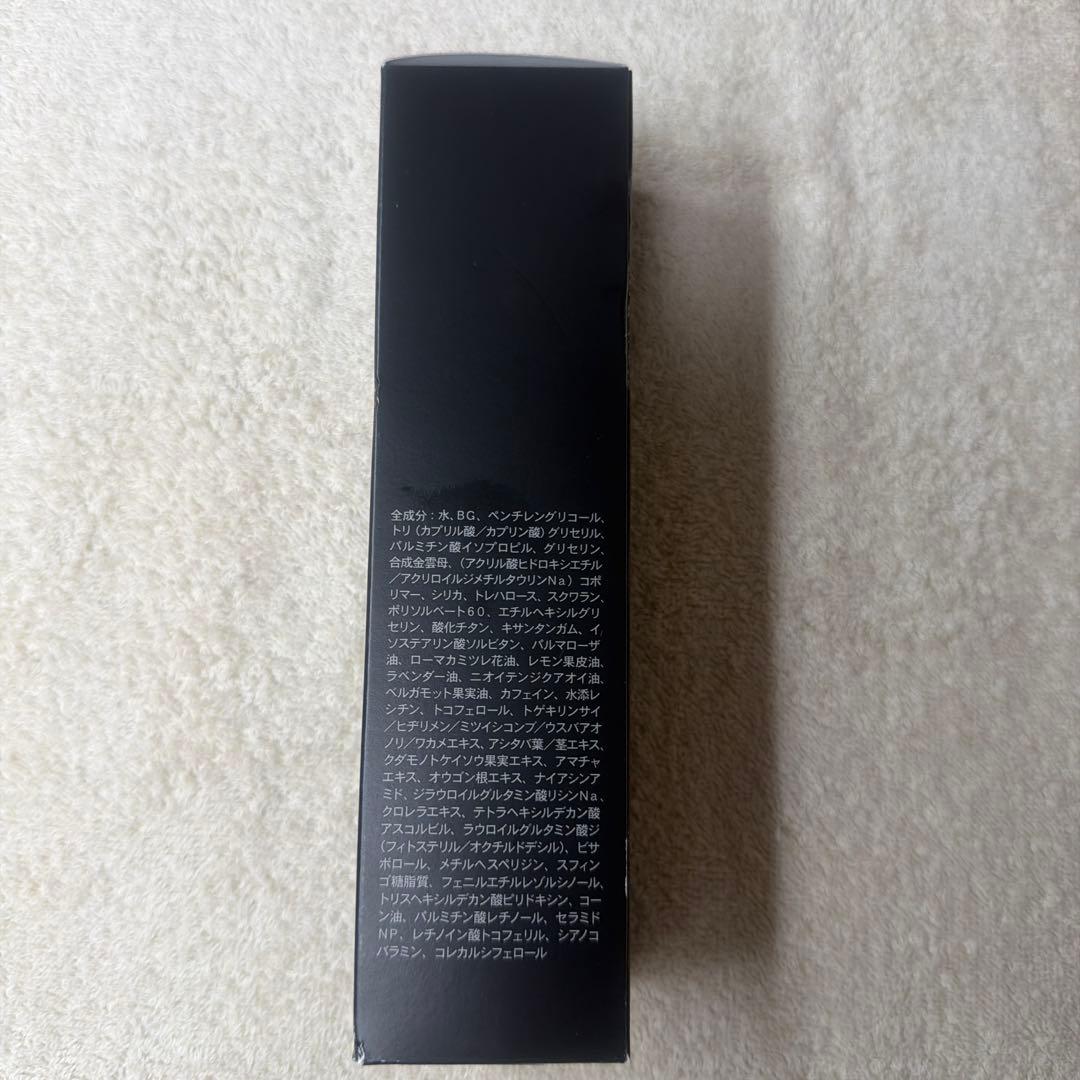 全成分：水、BG、ペンチレングリコール、
トリ（カプリル酸／カプリン酸）グリセリル、
パルミチン酸イソプロピル、グリセリン、
合成金雲母、（アクリル酸ヒドロキシエチル
／アクリロイルジメチルタウリンNa）コポ
リマー、シリカ、トレハロース、スクワラン、
ポリソルベート60、エチルヘキシルグリ
セリン、酸化チタン、キサンタンガム、イ
ソステアリン酸ソルビタン、パルマローザ
油、ローマカミツレ花油、レモン果皮油、
ラベンダー油、ニオイテンジクアオイ油、
ベルガモット果実油、カフェイン、水添レ
シチン、トコフェロール、トゲキリンサイ
／ヒヂリメン／ミツイシコンブ／ウスバアオ
ノリ／ワカメエキス、アシタバ葉／茎エキス、
クダモノトケイソウ果実エキス、アマチャ
エキス、オウゴン根エキス、ナイアシンア
ミド、ジラウロイルグルタミン酸リシンNa、
クロレラエキス、テトラヘキシルデカン酸
アスコルビル、ラウロイルグルタミン酸ジ
（フィトステリル／オクチルドデシル）、ビサ
ボロール、メチルヘスペリジン、スフィン
ゴ糖脂質、フェニルエチルレゾルシノール、
トリスヘキシルデカン酸ピリドキシン、コー
ン油、パルミチン酸レチノール、セラミド
NP、レチノイン酸トコフェリル、シアノコ
バラミン、コレカルシフェロール